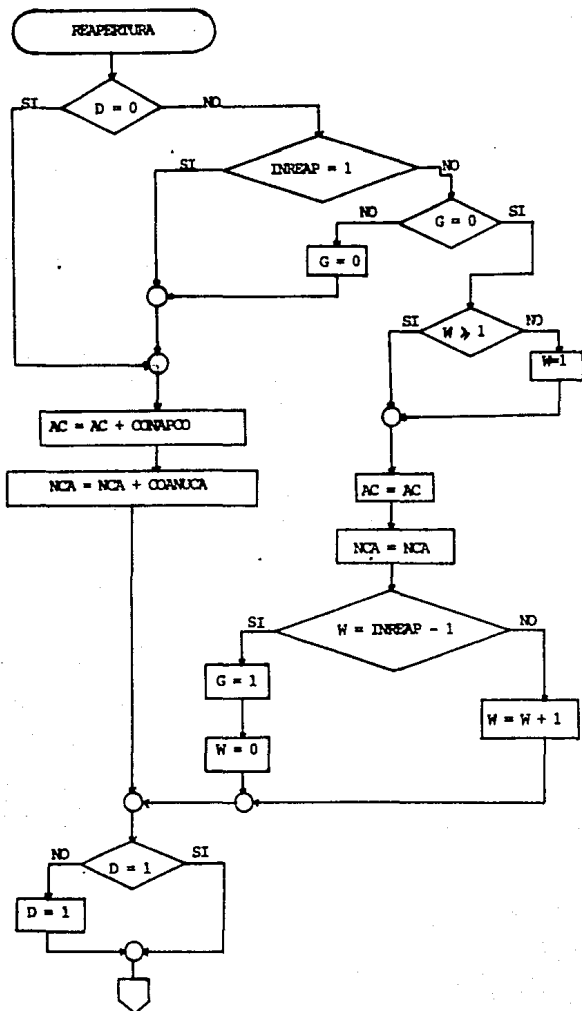 REAPERTURA
SI
D = 0
NO
SI
INREAP = 1
NO
NO
G = 0
SI
G = 0
SI
W ≥ 1
NO
W=1
AC = AC + CONAPCO
AC = AC
NCA = NCA + COANUCA
NCA = NCA
SI
W = INREAP - 1
NO
G = 1
W = W + 1
W = 0
NO
D = 1
SI
D = 1